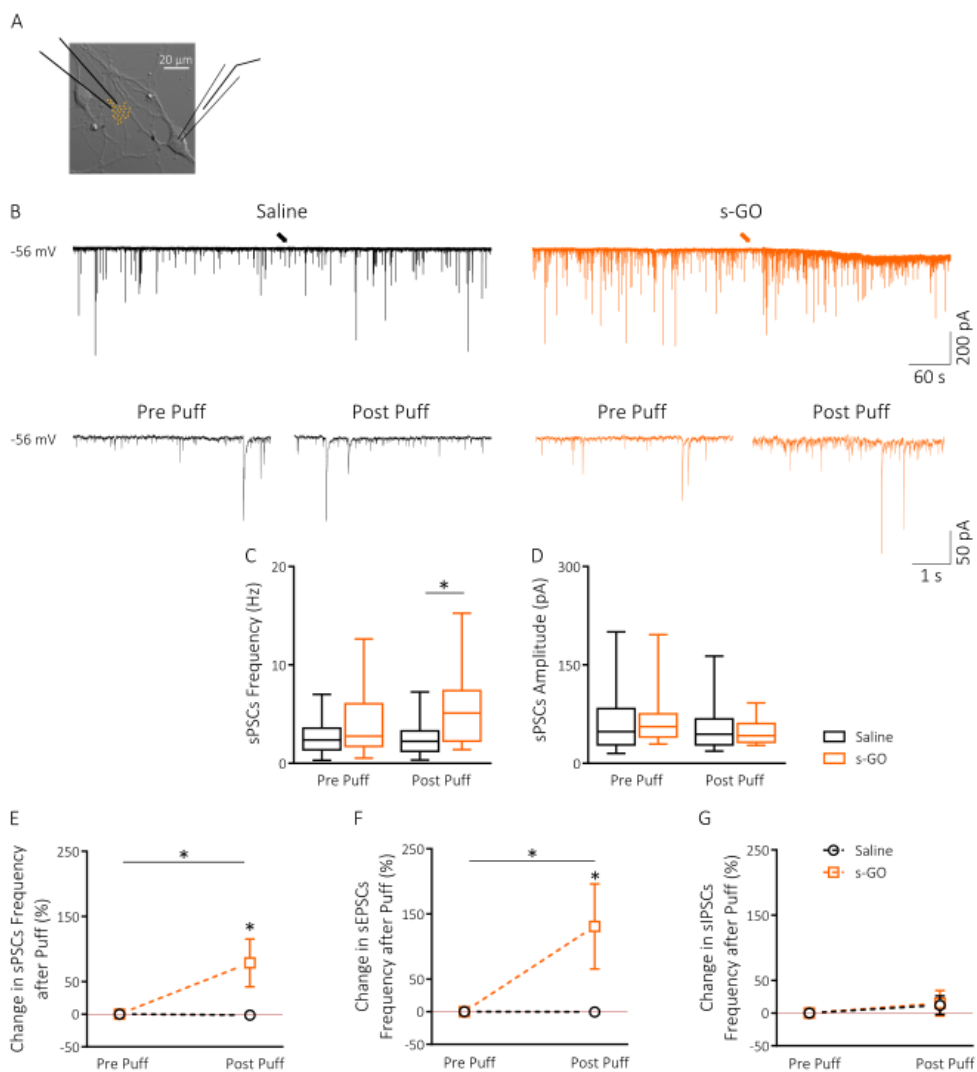 A
20 µm
B
Saline
s-GO
-56 mV
200 pA
60 s
Pre Puff
Post Puff
Pre Puff
Post Puff
-56 mV
50 pA
1 s
C
D
20
10
0
sPSCs Frequency (Hz)
*
Pre Puff
Post Puff
300
150
0
sPSCs Amplitude (pA)
Pre Puff
Post Puff
Saline
s-GO
E
F
G
250
150
50
0
-50
Change in sPSCs Frequency
after Puff (%)
*
*
Pre Puff
Post Puff
250
150
50
0
-50
Change in sEPSCs
Frequency after Puff (%)
*
*
Pre Puff
Post Puff
250
150
50
0
-50
Change in sIPSCs
Frequency after Puff (%)
Saline
s-GO
Pre Puff
Post Puff